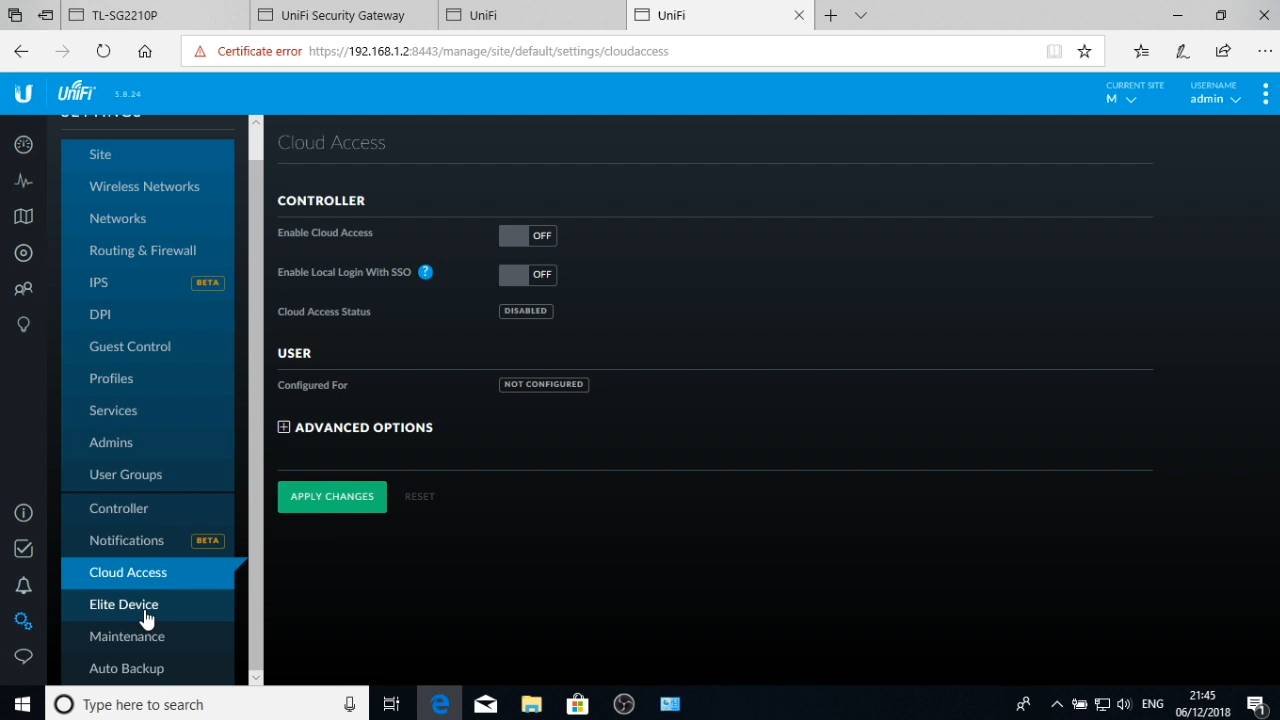 TL-SG2210P
UniFi Security Gateway
UniFi
UniFi
Certificate error https://192.168.1.2:8443/manage/site/default/settings/cloudaccess
UniFi 5.8.24
CURRENT SITE
M
USERNAME
admin
SETTINGS
Site
Wireless Networks
Networks
Routing & Firewall
IPS BETA
DPI
Guest Control
Profiles
Services
Admins
User Groups
Controller
Notifications BETA
Cloud Access
Elite Device
Maintenance
Auto Backup
Cloud Access
CONTROLLER
Enable Cloud Access OFF
Enable Local Login With SSO ? OFF
Cloud Access Status DISABLED
USER
Configured For NOT CONFIGURED
ADVANCED OPTIONS
APPLY CHANGES RESET
Type here to search
ENG
21:45
06/12/2018
1